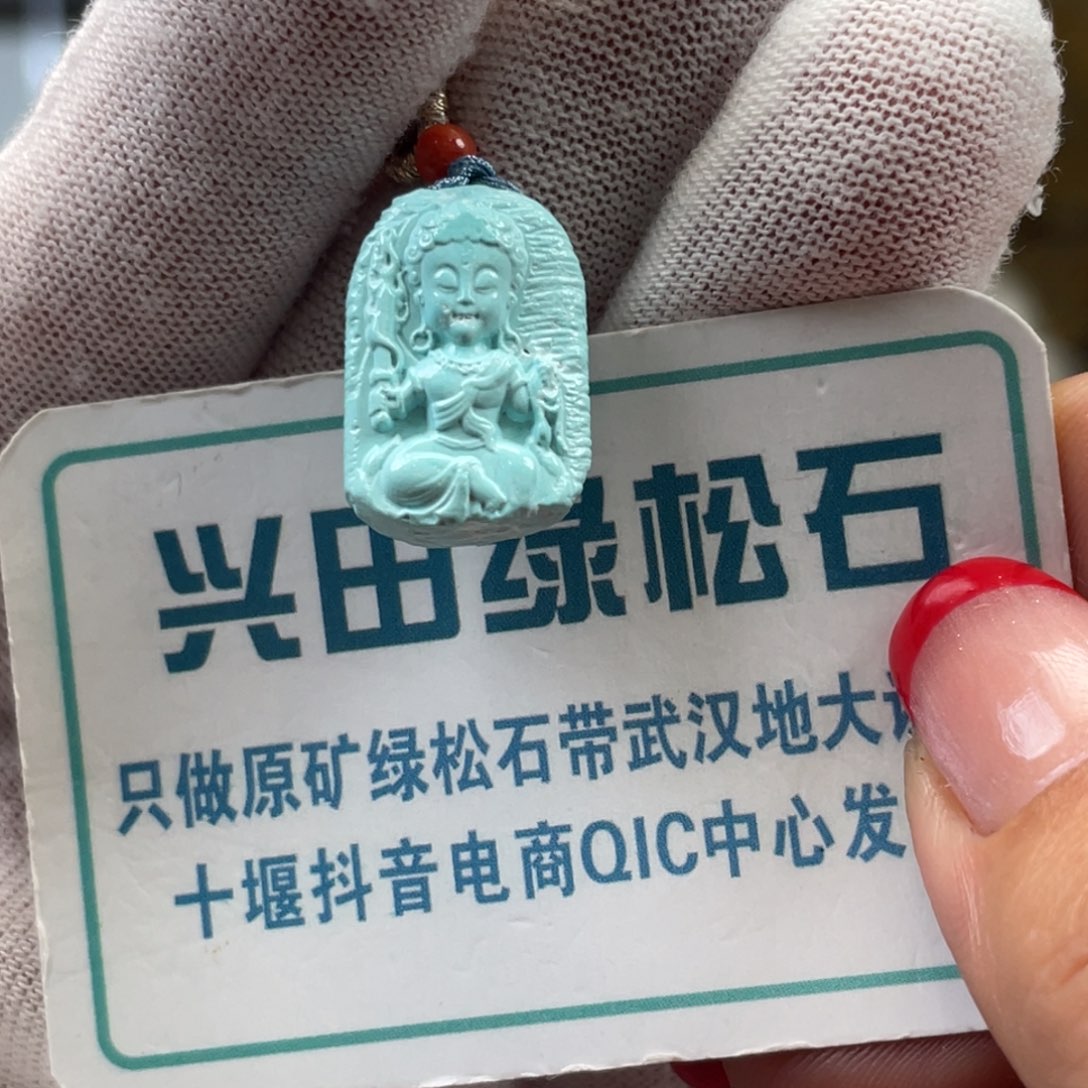 兴田绿松石
只做原矿绿松石带武汉地大
十堰抖音电商QIC中心发